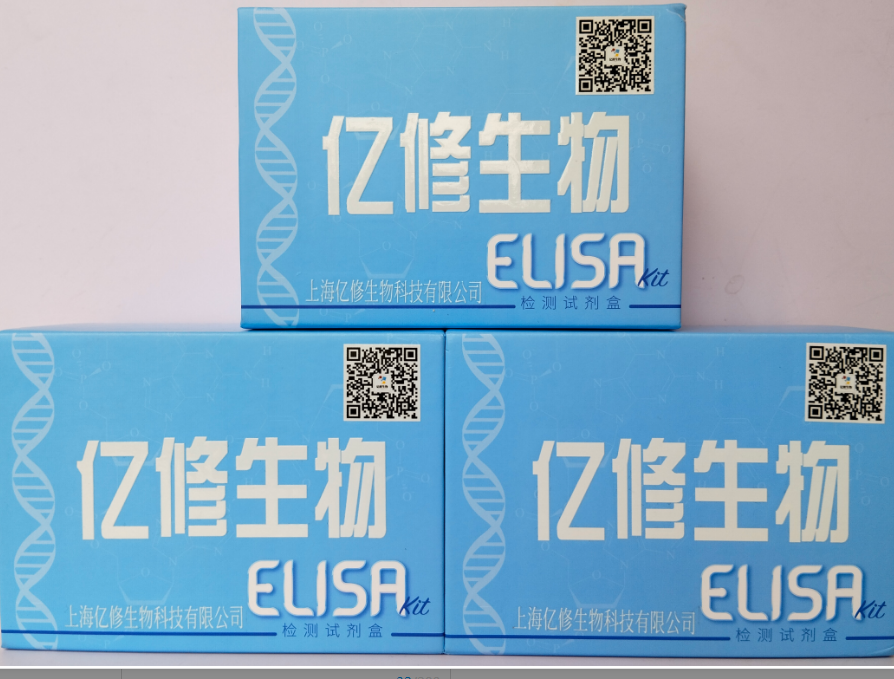 亿修生物
ELISA
Kit
上海亿修生物科技有限公司
检测试剂盒
亿修生物
ELISA
Kit
上海亿修生物科技有限公司
检测试剂盒
亿修生物
ELISA
Kit
上海亿修生物科技有限公司
检测试剂盒